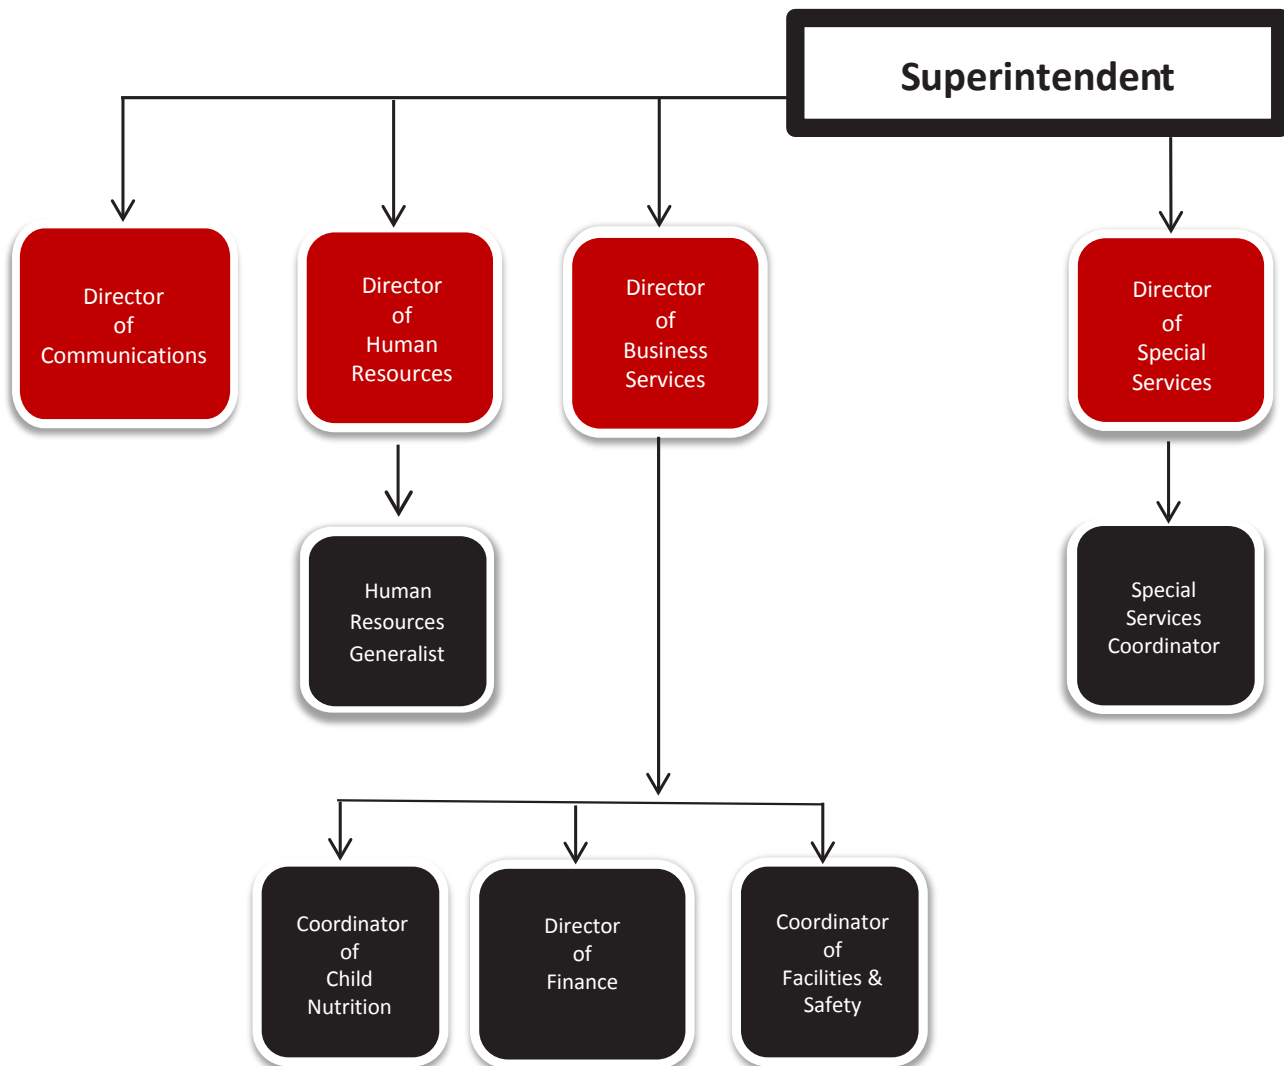 Superintendent
Director
of
Communications
Director
of
Human
Resources
Director
of
Business
Services
Director
of
Special
Services
Human
Resources
Generalist
Special
Services
Coordinator
Coordinator
of
Child
Nutrition
Director
of
Finance
Coordinator
of
Facilities &
Safety